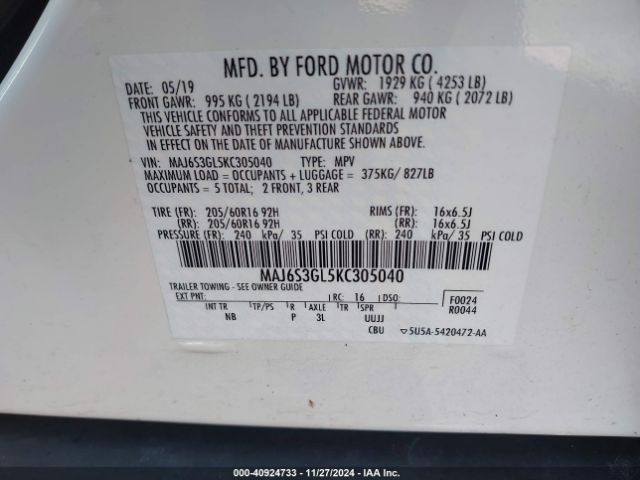 MFD. BY FORD MOTOR CO.
DATE: 05/19 GVWR: 1929 KG ( 4253 LB)
FRONT GAWR: 995 KG ( 2194 LB) REAR GAWR: 940 KG ( 2072 LB)
THIS VEHICLE CONFORMS TO ALL APPLICABLE FEDERAL MOTOR
VEHICLE SAFETY AND THEFT PREVENTION STANDARDS
IN EFFECT ON THE DATE OF MANUFACTURE SHOWN ABOVE.
VIN: MAJ6S3GL5KC305040 TYPE: MPV
MAXIMUM LOAD = OCCUPANTS + LUGGAGE = 375KG/ 827LB
OCCUPANTS = 5 TOTAL; 2 FRONT, 3 REAR
TIRE (FR): 205/60R16 92H RIMS (FR): 16x6.5J
(RR): 205/60R16 92H (RR): 16x6.5J
PRESSURE (FR): 240 kPa/ 35 PSI COLD (RR): 240 kPa/ 35 PSI COLD
MAJ6S3GL5KC305040
TRAILER TOWING - SEE OWNER GUIDE
EXT PNT: RC: 16 DSO: F0024
INT TR TP/PS R AXLE TR SPR R0044
NB P 3L UUJJ
CBU 5U5A-5420472-AA
STOCK: 40924733 - 11/27/2024 - IAA Inc.